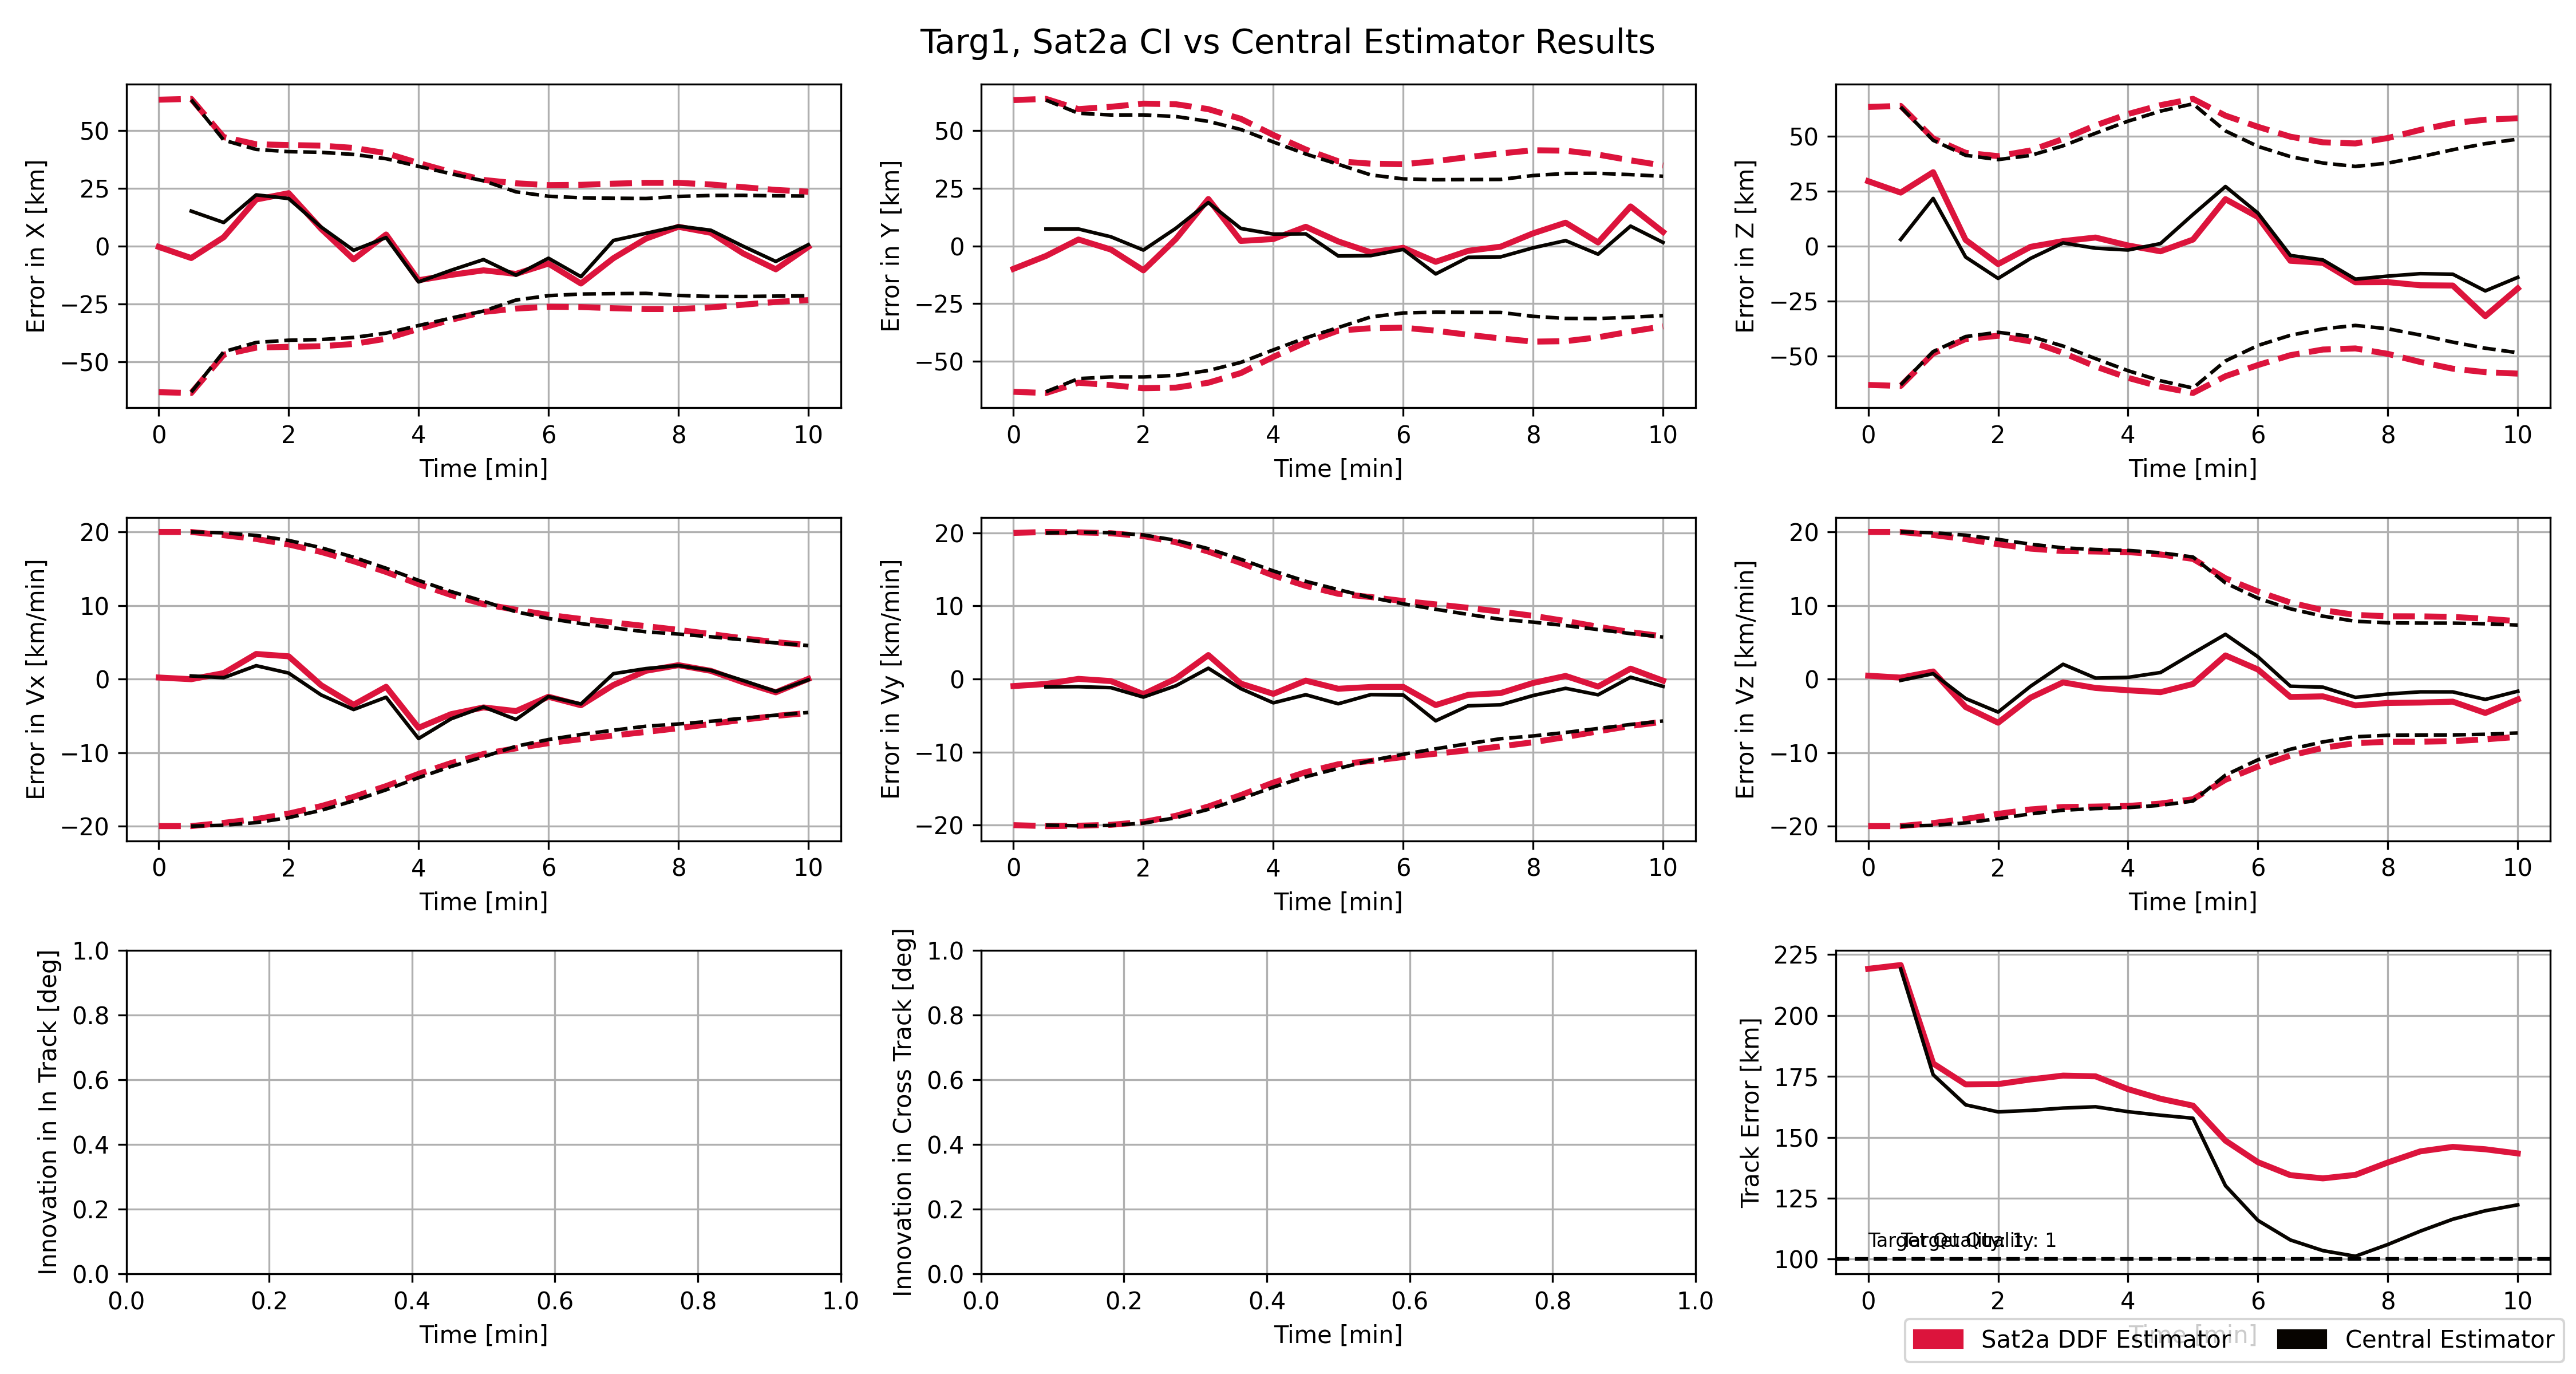 Targ1, Sat2a CI vs Central Estimator Results
Error in X [km]
50
25
0
−25
−50
0 2 4 6 8 10
Time [min]
Error in Y [km]
50
25
0
−25
−50
0 2 4 6 8 10
Time [min]
Error in Z [km]
50
25
0
−25
−50
0 2 4 6 8 10
Time [min]
Error in Vx [km/min]
20
10
0
−10
−20
0 2 4 6 8 10
Time [min]
Error in Vy [km/min]
20
10
0
−10
−20
0 2 4 6 8 10
Time [min]
Error in Vz [km/min]
20
10
0
−10
−20
0 2 4 6 8 10
Time [min]
Innovation in In Track [deg]
1.0
0.8
0.6
0.4
0.2
0.0
0.0 0.2 0.4 0.6 0.8 1.0
Time [min]
Innovation in Cross Track [deg]
1.0
0.8
0.6
0.4
0.2
0.0
0.0 0.2 0.4 0.6 0.8 1.0
Time [min]
Track Error [km]
225
200
175
150
125
100
Target Quality: 1
Target Quality: 1
0 2 4 6 8 10
Time [min]
Sat2a DDF Estimator
Central Estimator